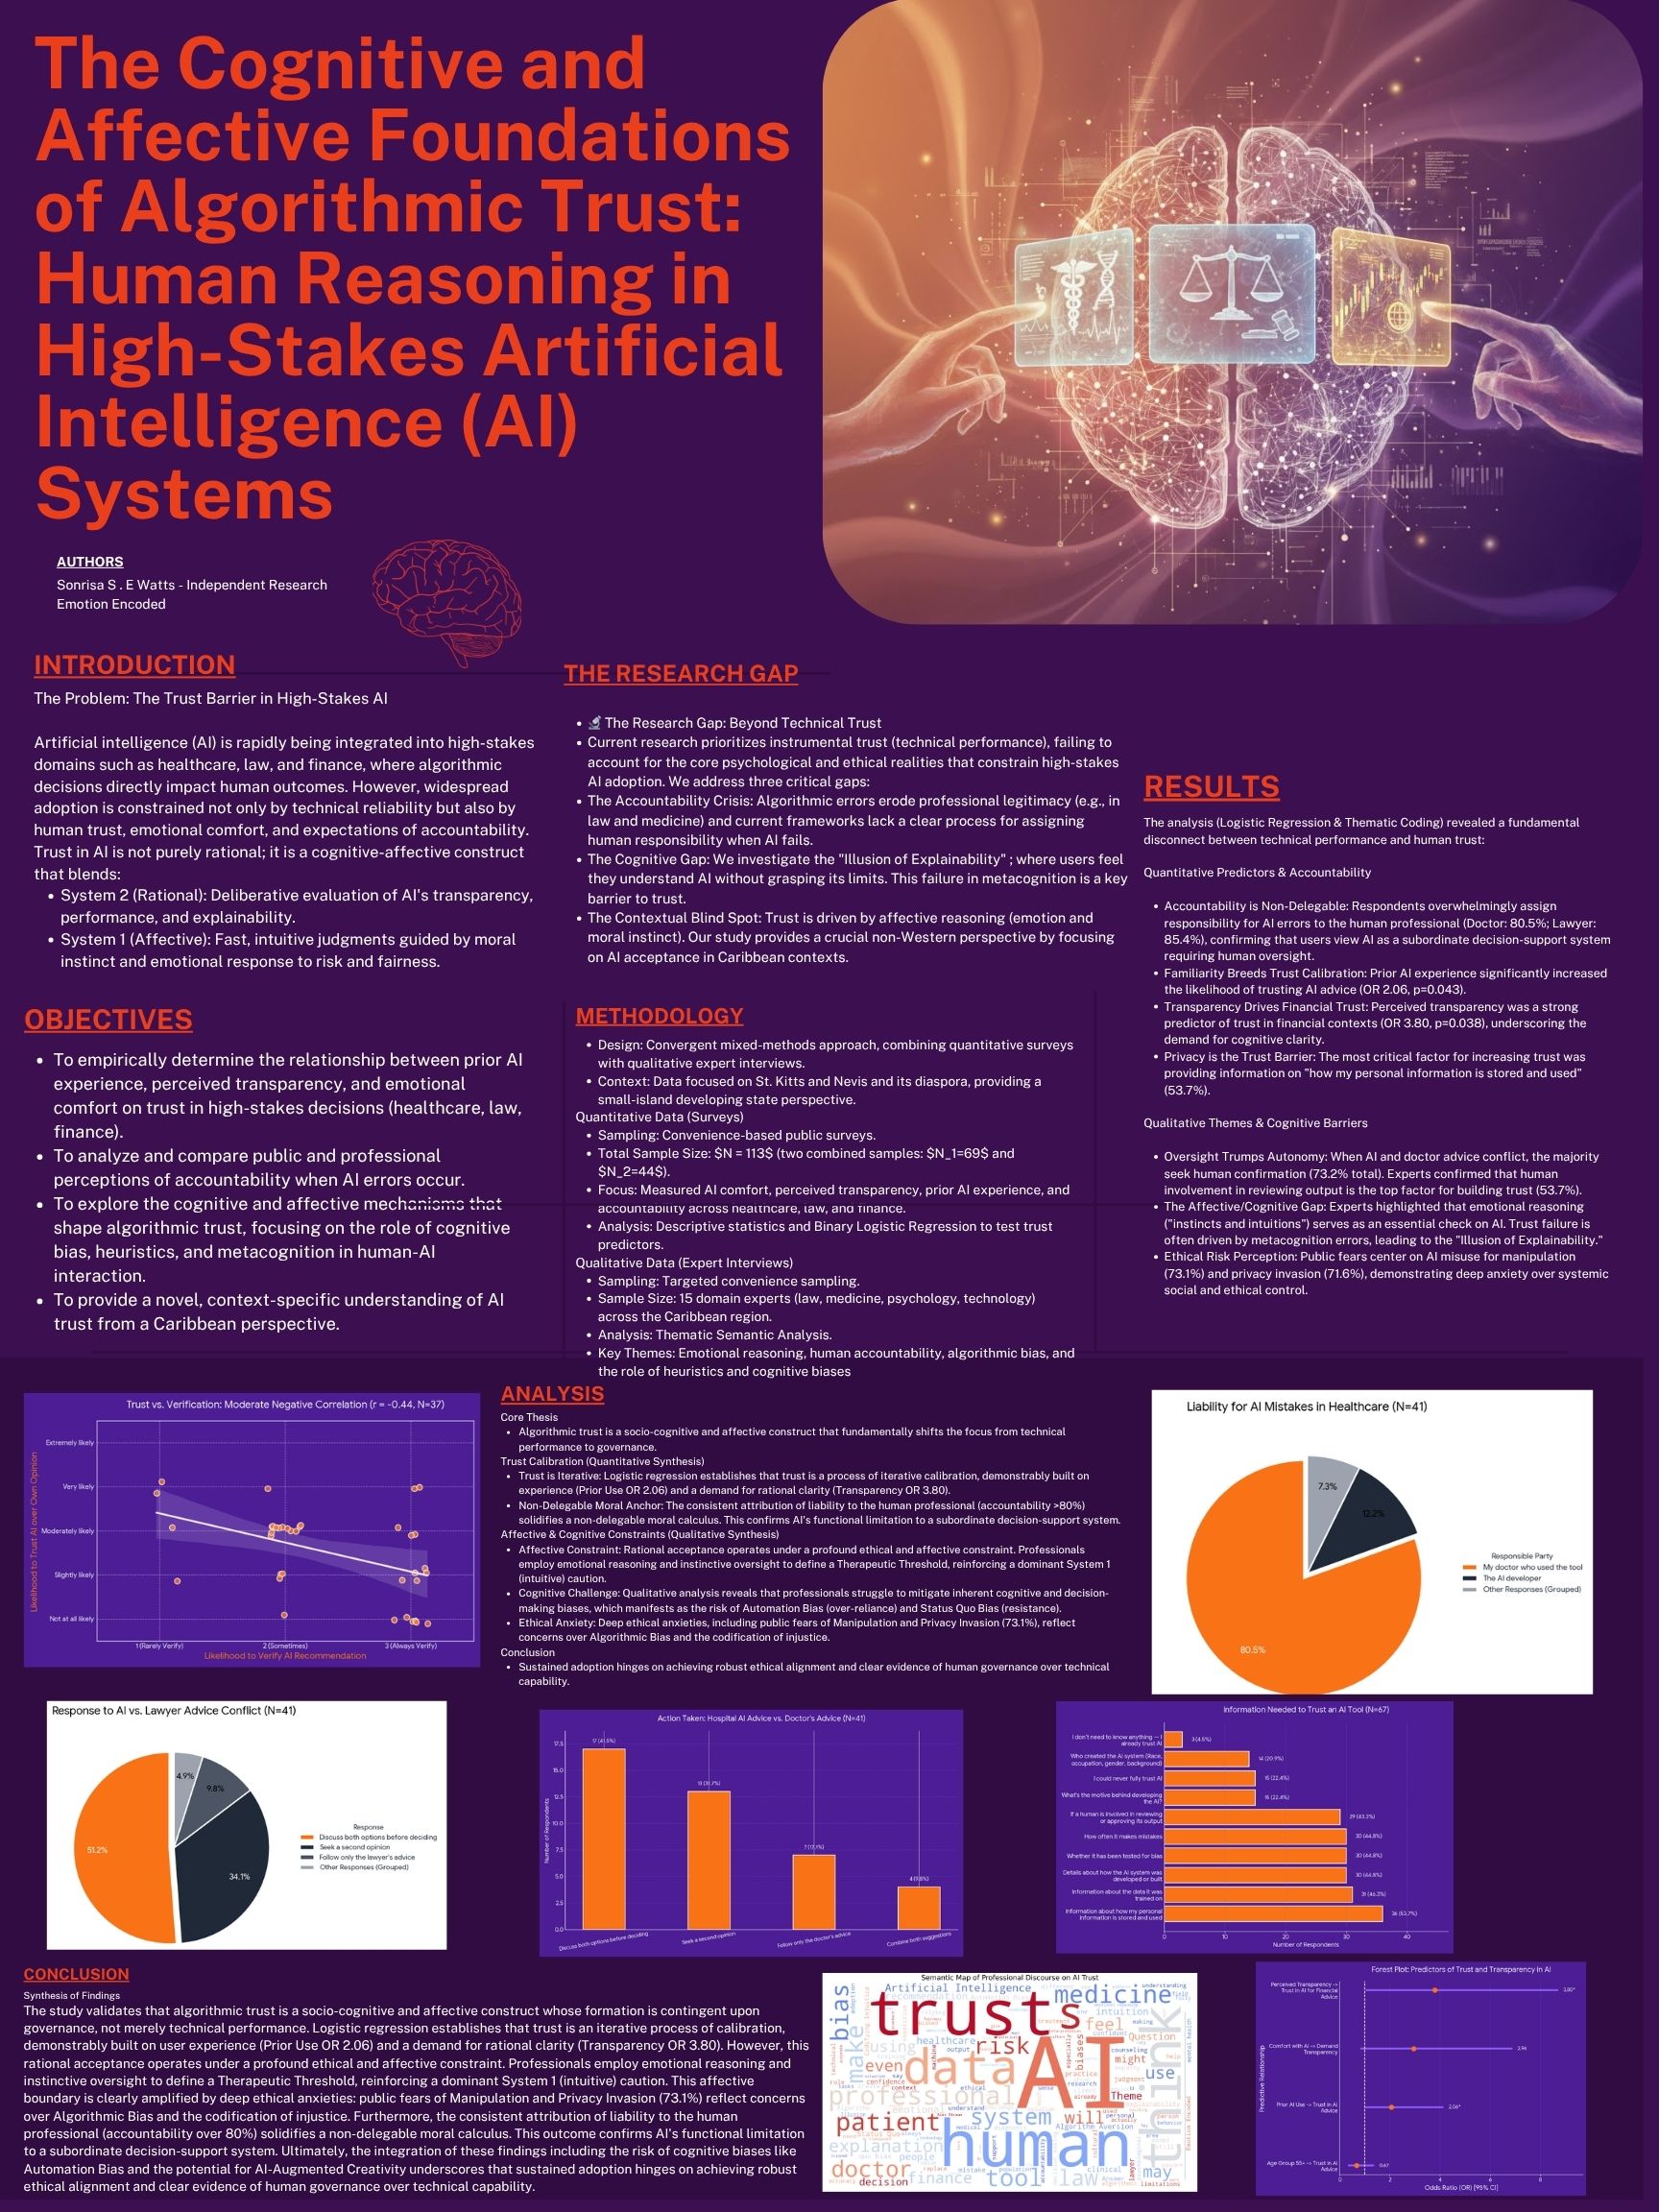 The Cognitive and
Affective Foundations
of Algorithmic Trust:
Human Reasoning in
High-Stakes Artificial
Intelligence (AI)
Systems
AUTHORS
Sonrisa S . E Watts - Independent Research
Emotion Encoded
INTRODUCTION
The Problem: The Trust Barrier in High-Stakes AI
Artificial intelligence (AI) is rapidly being integrated into high-stakes
domains such as healthcare, law, and finance, where algorithmic
decisions directly impact human outcomes. However, widespread
adoption is constrained not only by technical reliability but also by
human trust, emotional comfort, and expectations of accountability.
Trust in AI is not purely rational; it is a cognitive-affective construct
that blends:
• System 2 (Rational): Deliberative evaluation of AI's transparency,
performance, and explainability.
• System 1 (Affective): Fast, intuitive judgments guided by moral
instinct and emotional response to risk and fairness.
THE RESEARCH GAP
• 🔬 The Research Gap: Beyond Technical Trust
• Current research prioritizes instrumental trust (technical performance), failing to
account for the core psychological and ethical realities that constrain high-stakes
AI adoption. We address three critical gaps:
• The Accountability Crisis: Algorithmic errors erode professional legitimacy (e.g., in
law and medicine) and current frameworks lack a clear process for assigning
human responsibility when AI fails.
• The Cognitive Gap: We investigate the "Illusion of Explainability" ; where users feel
they understand AI without grasping its limits. This failure in metacognition is a key
barrier to trust.
• The Contextual Blind Spot: Trust is driven by affective reasoning (emotion and
moral instinct). Our study provides a crucial non-Western perspective by focusing
on AI acceptance in Caribbean contexts.
OBJECTIVES
• To empirically determine the relationship between prior AI
experience, perceived transparency, and emotional
comfort on trust in high-stakes decisions (healthcare, law,
finance).
• To analyze and compare public and professional
perceptions of accountability when AI errors occur.
• To explore the cognitive and affective mechanisms that
shape algorithmic trust, focusing on the role of cognitive
bias, heuristics, and metacognition in human-AI
interaction.
• To provide a novel, context-specific understanding of AI
trust from a Caribbean perspective.
METHODOLOGY
• Design: Convergent mixed-methods approach, combining quantitative surveys
with qualitative expert interviews.
• Context: Data focused on St. Kitts and Nevis and its diaspora, providing a
small-island developing state perspective.
Quantitative Data (Surveys)
• Sampling: Convenience-based public surveys.
• Total Sample Size: $N = 113$ (two combined samples: $N_1=69$ and
$N_2=44$).
• Focus: Measured AI comfort, perceived transparency, prior AI experience, and
accountability across healthcare, law, and finance.
• Analysis: Descriptive statistics and Binary Logistic Regression to test trust
predictors.
Qualitative Data (Expert Interviews)
• Sampling: Targeted convenience sampling.
• Sample Size: 15 domain experts (law, medicine, psychology, technology)
across the Caribbean region.
• Analysis: Thematic Semantic Analysis.
• Key Themes: Emotional reasoning, human accountability, algorithmic bias, and
the role of heuristics and cognitive biases
RESULTS
The analysis (Logistic Regression & Thematic Coding) revealed a fundamental
disconnect between technical performance and human trust:
Quantitative Predictors & Accountability
• Accountability is Non-Delegable: Respondents overwhelmingly assign
responsibility for AI errors to the human professional (Doctor: 80.5%; Lawyer:
85.4%), confirming that users view AI as a subordinate decision-support system
requiring human oversight.
• Familiarity Breeds Trust Calibration: Prior AI experience significantly increased
the likelihood of trusting AI advice (OR 2.06, p=0.043).
• Transparency Drives Financial Trust: Perceived transparency was a strong
predictor of trust in financial contexts (OR 3.80, p=0.038), underscoring the
demand for cognitive clarity.
• Privacy is the Trust Barrier: The most critical factor for increasing trust was
providing information on "how my personal information is stored and used"
(53.7%).
Qualitative Themes & Cognitive Barriers
• Oversight Trumps Autonomy: When AI and doctor advice conflict, the majority
seek human confirmation (73.2% total). Experts confirmed that human
involvement in reviewing output is the top factor for building trust (53.7%).
• The Affective/Cognitive Gap: Experts highlighted that emotional reasoning
("instincts and intuitions") serves as an essential check on AI. Trust failure is
often driven by metacognition errors, leading to the "Illusion of Explainability."
• Ethical Risk Perception: Public fears center on AI misuse for manipulation
(73.1%) and privacy invasion (71.6%), demonstrating deep anxiety over systemic
social and ethical control.
Trust vs. Verification: Moderate Negative Correlation (r = -0.44, N=37)
Likelihood to Trust AI over Own Opinion
Extremely likely
Very likely
Moderately likely
Slightly likely
Not at all likely
1 (Rarely Verify)
2 (Sometimes)
3 (Always Verify)
Likelihood to Verify AI Recommendation
ANALYSIS
Core Thesis
• Algorithmic trust is a socio-cognitive and affective construct that fundamentally shifts the focus from technical
performance to governance.
Trust Calibration (Quantitative Synthesis)
• Trust is Iterative: Logistic regression establishes that trust is a process of iterative calibration, demonstrably built on
experience (Prior Use OR 2.06) and a demand for rational clarity (Transparency OR 3.80).
• Non-Delegable Moral Anchor: The consistent attribution of liability to the human professional (accountability >80%)
solidifies a non-delegable moral calculus. This confirms AI's functional limitation to a subordinate decision-support system.
Affective & Cognitive Constraints (Qualitative Synthesis)
• Affective Constraint: Rational acceptance operates under a profound ethical and affective constraint. Professionals
employ emotional reasoning and instinctive oversight to define a Therapeutic Threshold, reinforcing a dominant System 1
(intuitive) caution.
• Cognitive Challenge: Qualitative analysis reveals that professionals struggle to mitigate inherent cognitive and decision-
making biases, which manifests as the risk of Automation Bias (over-reliance) and Status Quo Bias (resistance).
• Ethical Anxiety: Deep ethical anxieties, including public fears of Manipulation and Privacy Invasion (73.1%), reflect
concerns over Algorithmic Bias and the codification of injustice.
Conclusion
• Sustained adoption hinges on achieving robust ethical alignment and clear evidence of human governance over technical
capability.
Liability for AI Mistakes in Healthcare (N=41)
7.3%
12.2%
80.5%
Responsible Party
My doctor who used the tool
The AI developer
Other Responses (Grouped)
Response to AI vs. Lawyer Advice Conflict (N=41)
4.9%
9.8%
51.2%
34.1%
Response
Discuss both options before deciding
Seek a second opinion
Follow only the lawyer's advice
Other Responses (Grouped)
Action Taken: Hospital AI Advice vs. Doctor's Advice (N=41)
Number of Respondents
17.5
15.0
12.5
10.0
7.5
5.0
2.5
0.0
17 (41.5%)
13 (31.7%)
7 (17.1%)
4 (9.8%)
Discuss both options before deciding
Seek a second opinion
Follow only the doctor's advice
Combine both suggestions
Information Needed to Trust an AI Tool (N=67)
I don't need to know anything — I
already trust AI
3 (4.5%)
Who created the AI system (Race,
occupation, gender, background)
14 (20.9%)
I could never fully trust AI
15 (22.4%)
What's the motive behind developing
the AI?
15 (22.4%)
If a human is involved in reviewing
or approving its output
29 (43.3%)
How often it makes mistakes
30 (44.8%)
Whether it has been tested for bias
30 (44.8%)
Details about how the AI system was
developed or built
30 (44.8%)
Information about the data it was
trained on
31 (46.3%)
Information about how my personal
information is stored and used
36 (53.7%)
0 10 20 30 40
Number of Respondents
CONCLUSION
Synthesis of Findings
The study validates that algorithmic trust is a socio-cognitive and affective construct whose formation is contingent upon
governance, not merely technical performance. Logistic regression establishes that trust is an iterative process of calibration,
demonstrably built on user experience (Prior Use OR 2.06) and a demand for rational clarity (Transparency OR 3.80). However, this
rational acceptance operates under a profound ethical and affective constraint. Professionals employ emotional reasoning and
instinctive oversight to define a Therapeutic Threshold, reinforcing a dominant System 1 (intuitive) caution. This affective
boundary is clearly amplified by deep ethical anxieties: public fears of Manipulation and Privacy Invasion (73.1%) reflect concerns
over Algorithmic Bias and the codification of injustice. Furthermore, the consistent attribution of liability to the human
professional (accountability over 80%) solidifies a non-delegable moral calculus. This outcome confirms AI's functional limitation
to a subordinate decision-support system. Ultimately, the integration of these findings including the risk of cognitive biases like
Automation Bias and the potential for AI-Augmented Creativity underscores that sustained adoption hinges on achieving robust
ethical alignment and clear evidence of human governance over technical capability.
Semantic Map of Professional Discourse on AI Trust
Artificial Intelligence
understanding
recommendation
bias
trusts
medicine
intuition
make
feel
Question
using
healthcare
output
risk
biases
might
help
even
data
AI
think
use
judgment
role
context
ethical
practice
research
already
Theme
professional
understand
patient
system
will
personal
status quo
Algorithm Aversion
explanation
human
doctor
decision
finance
mistake
tool
law
clinical
lawyer
may
limitations
Forest Plot: Predictors of Trust and Transparency in AI
Predictive Relationship
Perceived Transparency ->
Trust in AI for Financial
Advice
3.80*
Comfort with AI -> Demand
Transparency
2.94
Prior AI Use -> Trust in AI
Advice
2.06*
Age Group 55+ -> Trust in AI
Advice
0.67
0 2 4 6 8
Odds Ratio (OR) [95% CI]